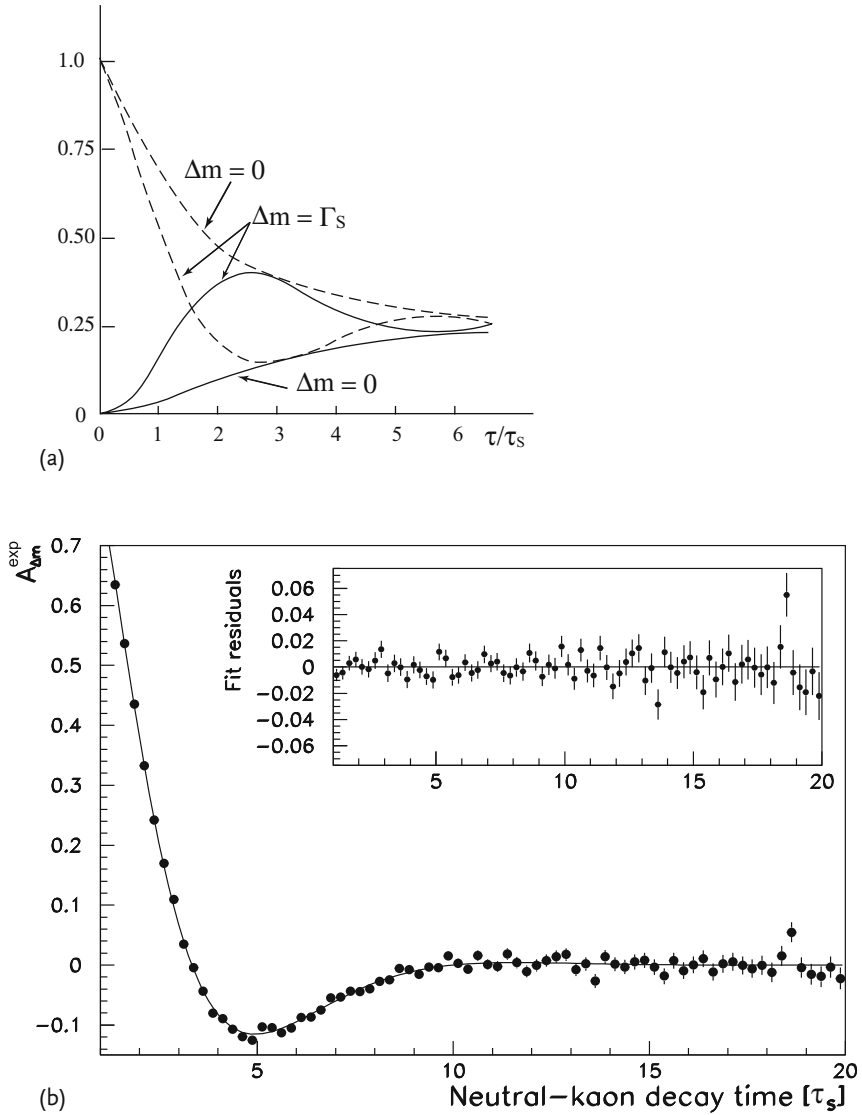 1.0
0.75
0.50
0.25
0
Δm = 0
Δm = Γ_S
Δm = 0
0 1 2 3 4 5 6 τ/τ_S
(a)
A_Δm^exp
0.7
0.6
0.5
0.4
0.3
0.2
0.1
0
−0.1
5 10 15 20
Neutral−kaon decay time [τ_s]
Fit residuals
0.06
0.04
0.02
0
−0.02
−0.04
−0.06
5 10 15 20
(b)